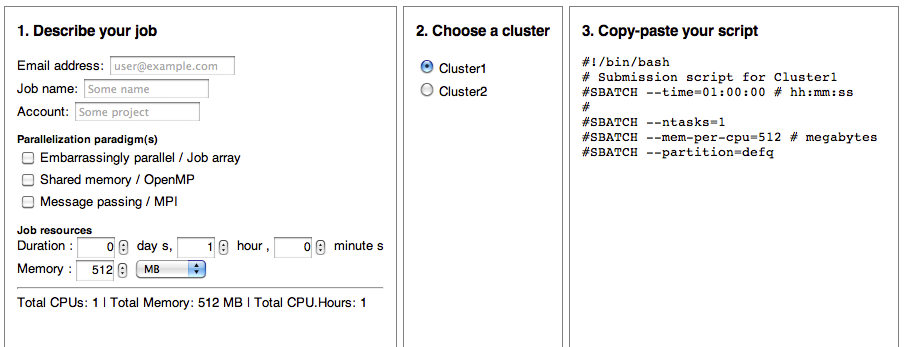 1. Describe your job
Email address: user@example.com
Job name: Some name
Account: Some project
Parallelization paradigm(s)
Embarrassingly parallel / Job array
Shared memory / OpenMP
Message passing / MPI
Job resources
Duration : 0 day s, 1 hour , 0 minute s
Memory : 512 MB
Total CPUs: 1 | Total Memory: 512 MB | Total CPU.Hours: 1
2. Choose a cluster
Cluster1
Cluster2
3. Copy-paste your script
#!/bin/bash
# Submission script for Cluster1
#SBATCH --time=01:00:00 # hh:mm:ss
#
#SBATCH --ntasks=1
#SBATCH --mem-per-cpu=512 # megabytes
#SBATCH --partition=defq